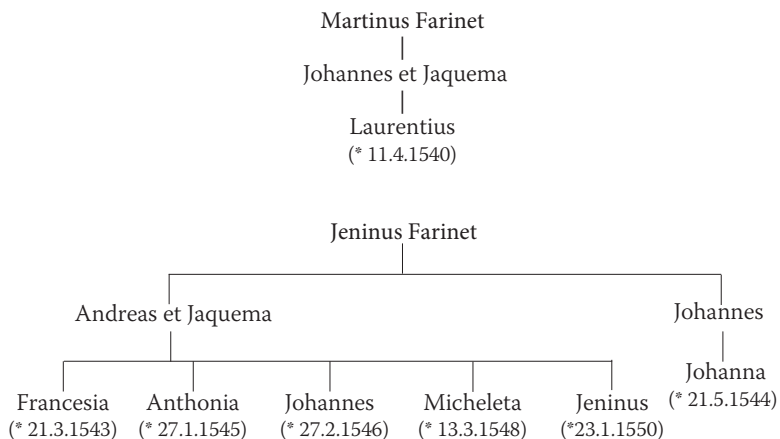 Martinus Farinet
Johannes et Jaquema
Laurentius
(* 11.4.1540)
Jeninus Farinet
Andreas et Jaquema
Johannes
Johanna
(* 21.5.1544)
Francesia Anthonia Johannes Micheleta Jeninus
(* 21.3.1543) (* 27.1.1545) (* 27.2.1546) (* 13.3.1548) (*23.1.1550)